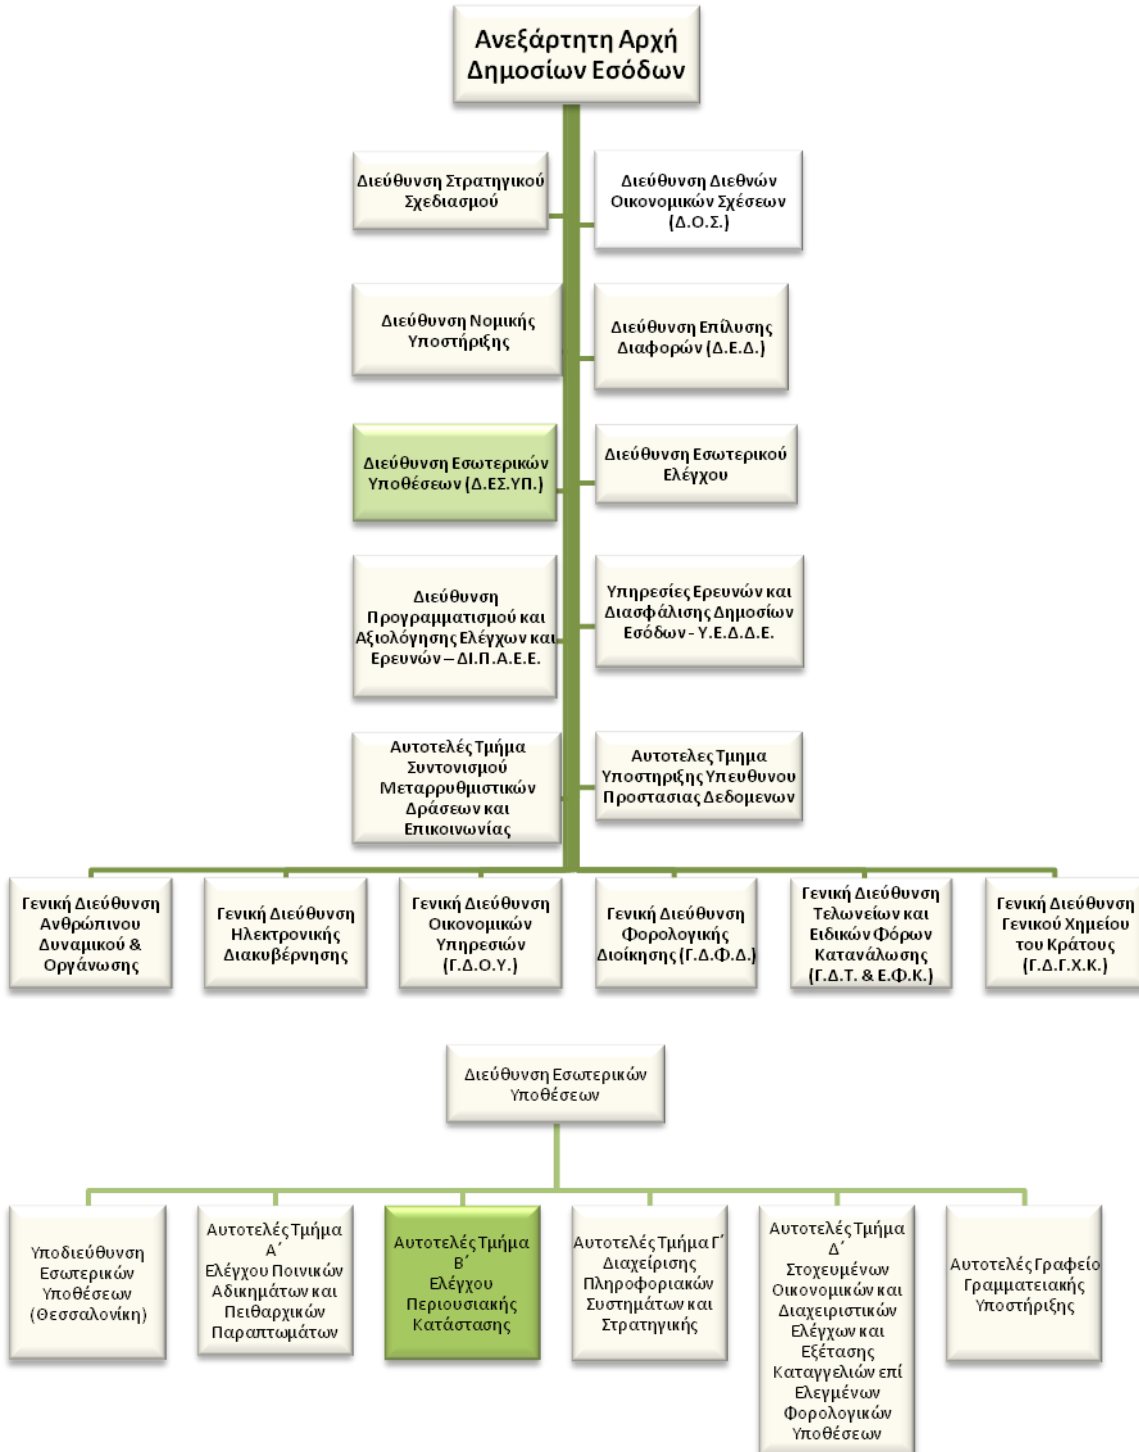 Ανεξάρτητη Αρχή
Δημοσίων Εσόδων
Διεύθυνση Στρατηγικού
Σχεδιασμού
Διεύθυνση Διεθνών
Οικονομικών Σχέσεων
(Δ.Ο.Σ.)
Διεύθυνση Νομικής
Υποστήριξης
Διεύθυνση Επίλυσης
Διαφορών (Δ.Ε.Δ.)
Διεύθυνση Εσωτερικών
Υποθέσεων (Δ.ΕΣ.ΥΠ.)
Διεύθυνση Εσωτερικού
Ελέγχου
Διεύθυνση
Προγραμματισμού και
Αξιολόγησης Ελέγχων και
Ερευνών – ΔΙ.Π.Α.Ε.Ε.
Υπηρεσίες Ερευνών και
Διασφάλισης Δημοσίων
Εσόδων - Υ.Ε.Δ.Δ.Ε.
Αυτοτελές Τμήμα
Συντονισμού
Μεταρρυθμιστικών
Δράσεων και
Επικοινωνίας
Αυτοτελες Τμημα
Υποστηριξης Υπευθυνου
Προστασιας Δεδομενων
Γενική Διεύθυνση
Ανθρώπινου
Δυναμικού &
Οργάνωσης
Γενική Διεύθυνση
Ηλεκτρονικής
Διακυβέρνησης
Γενική Διεύθυνση
Οικονομικών
Υπηρεσιών
(Γ.Δ.Ο.Υ.)
Γενική Διεύθυνση
Φορολογικής
Διοίκησης (Γ.Δ.Φ.Δ.)
Γενική Διεύθυνση
Τελωνείων και
Ειδικών Φόρων
Κατανάλωσης
(Γ.Δ.Τ. & Ε.Φ.Κ.)
Γενική Διεύθυνση
Γενικού Χημείου
του Κράτους
(Γ.Δ.Γ.Χ.Κ.)
Διεύθυνση Εσωτερικών
Υποθέσεων
Υποδιεύθυνση
Εσωτερικών
Υποθέσεων
(Θεσσαλονίκη)
Αυτοτελές Τμήμα
Α΄
Ελέγχου Ποινικών
Αδικημάτων και
Πειθαρχικών
Παραπτωμάτων
Αυτοτελές Τμήμα
Β΄
Ελέγχου
Περιουσιακής
Κατάστασης
Αυτοτελές Τμήμα Γ΄
Διαχείρισης
Πληροφοριακών
Συστημάτων και
Στρατηγικής
Αυτοτελές Τμήμα
Δ΄
Στοχευμένων
Οικονομικών και
Διαχειριστικών
Ελέγχων και
Εξέτασης
Καταγγελιών επί
Ελεγμένων
Φορολογικών
Υποθέσεων
Αυτοτελές Γραφείο
Γραμματειακής
Υποστήριξης